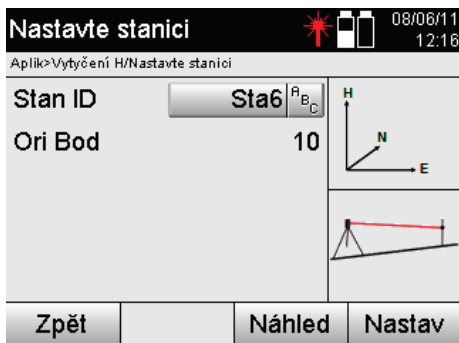 Nastavte stanici
08/06/11
12:16
Aplik>Vytyčení H/Nastavte stanici
Stan ID Sta6 ABC
Ori Bod 10
H
N
E
Zpět Náhled Nastav